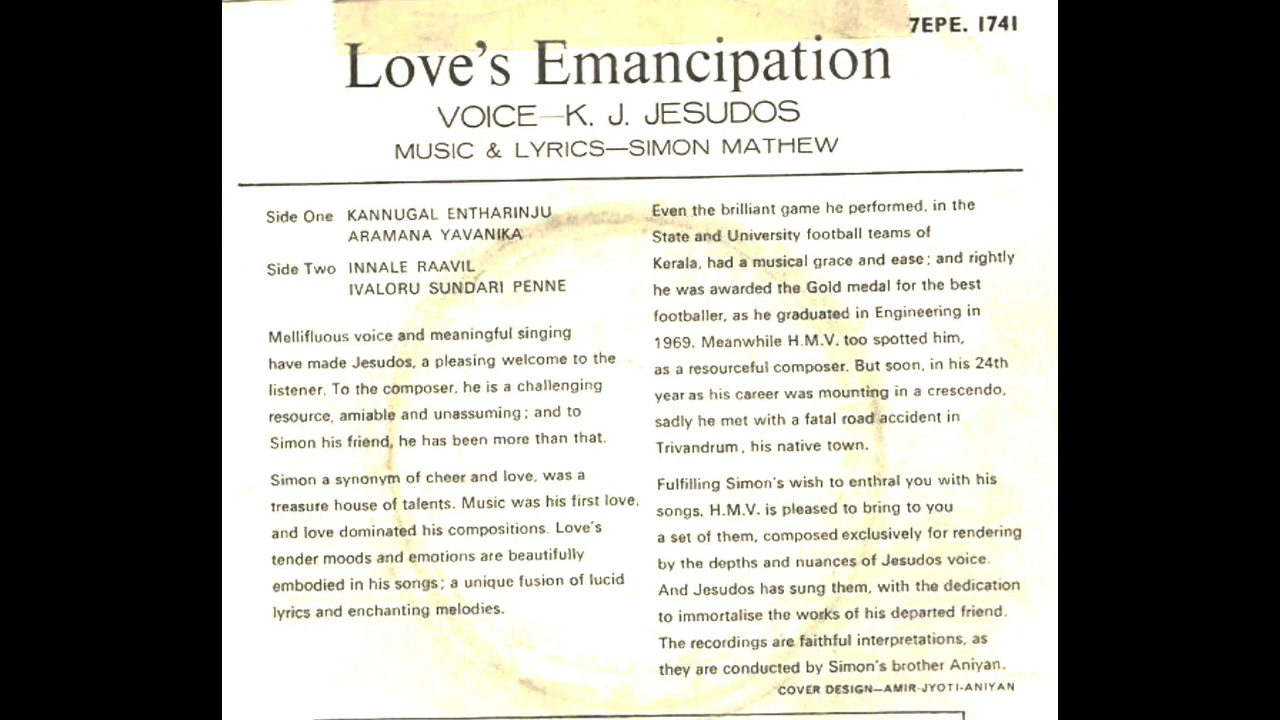 7EPE. 1741
Love's Emancipation
VOICE—K. J. JESUDOS
MUSIC & LYRICS—SIMON MATHEW
Side One KANNUGAL ENTHARINJU
ARAMANA YAVANIKA
Side Two INNALE RAAVIL
IVALORU SUNDARI PENNE
Mellifluous voice and meaningful singing
have made Jesudos, a pleasing welcome to the
listener. To the composer, he is a challenging
resource, amiable and unassuming; and to
Simon his friend, he has been more than that.
Simon a synonym of cheer and love, was a
treasure house of talents. Music was his first love,
and love dominated his compositions. Love's
tender moods and emotions are beautifully
embodied in his songs; a unique fusion of lucid
lyrics and enchanting melodies.
Even the brilliant game he performed, in the
State and University football teams of
Kerala, had a musical grace and ease; and rightly
he was awarded the Gold medal for the best
footballer, as he graduated in Engineering in
1969. Meanwhile H.M.V. too spotted him,
as a resourceful composer. But soon, in his 24th
year as his career was mounting in a crescendo,
sadly he met with a fatal road accident in
Trivandrum, his native town.
Fulfilling Simon's wish to enthral you with his
songs, H.M.V. is pleased to bring to you
a set of them, composed exclusively for rendering
by the depths and nuances of Jesudos voice.
And Jesudos has sung them, with the dedication
to immortalise the works of his departed friend.
The recordings are faithful interpretations, as
they are conducted by Simon's brother Aniyan.
COVER DESIGN—AMIR-JYOTI-ANIYAN